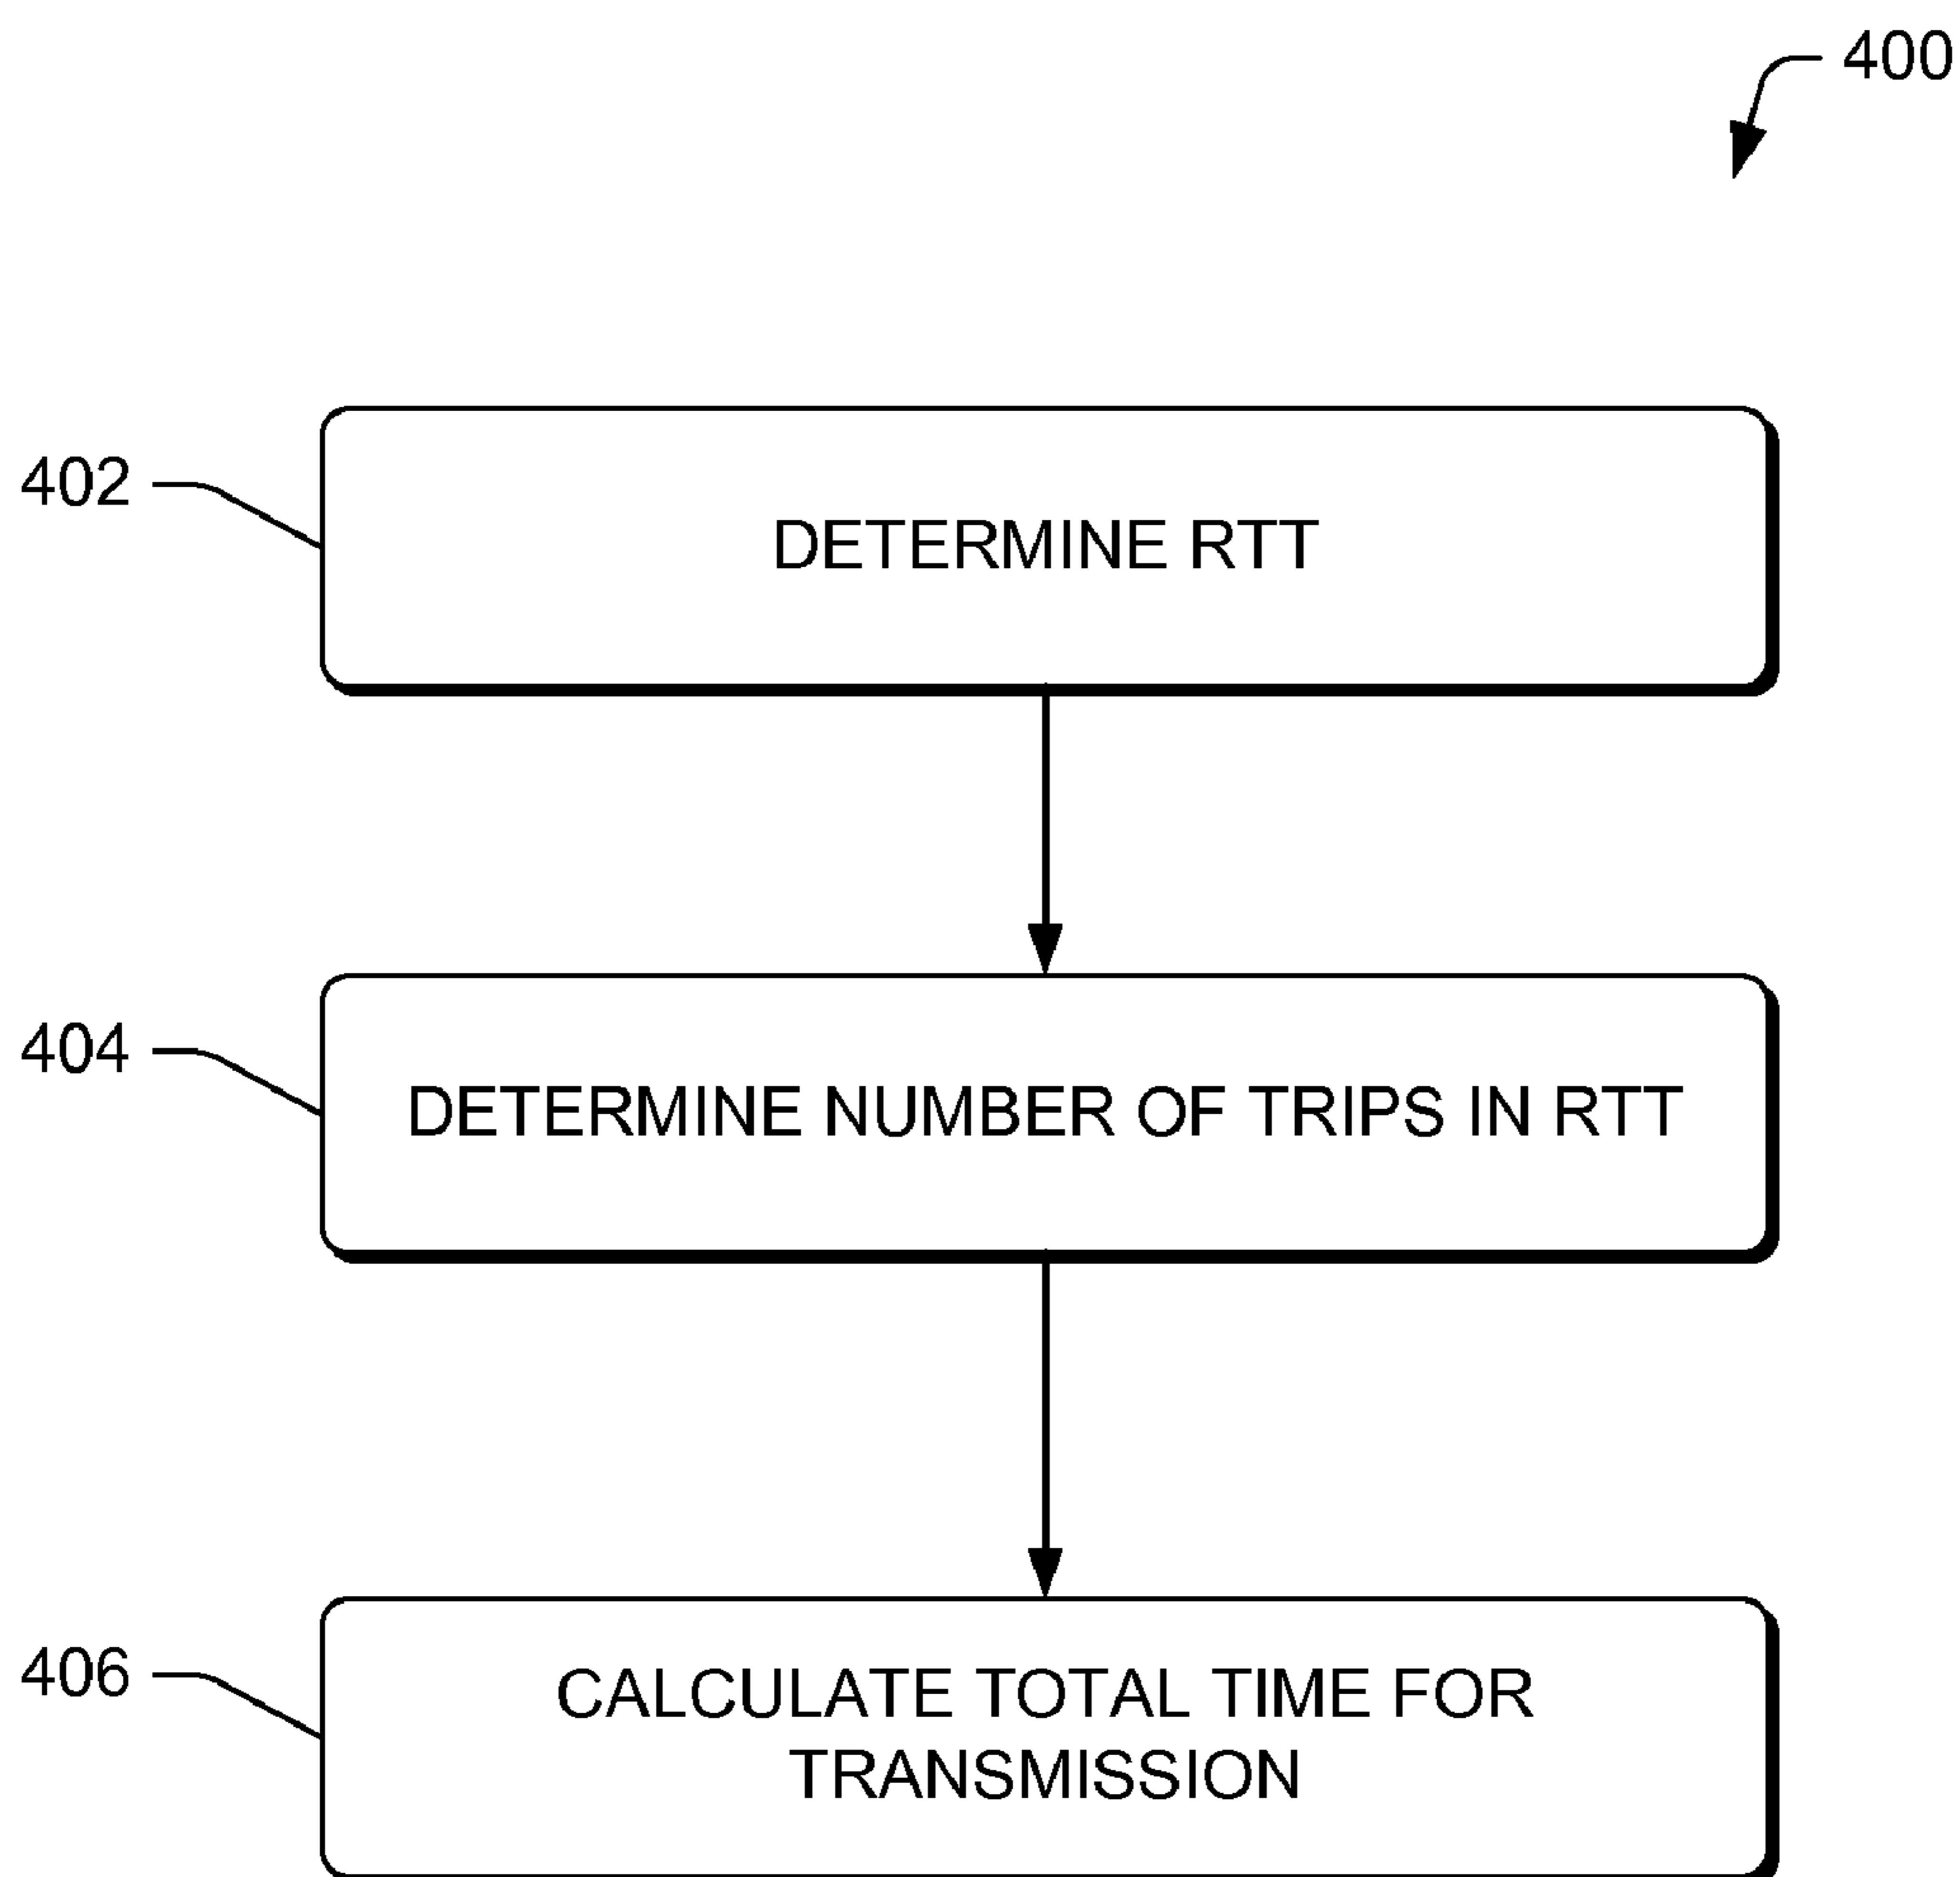 400
402
DETERMINE RTT
404
DETERMINE NUMBER OF TRIPS IN RTT
406
CALCULATE TOTAL TIME FOR
TRANSMISSION